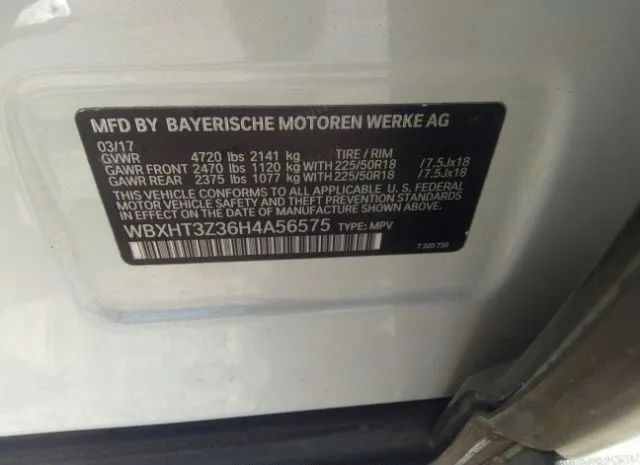 MFD BY BAYERISCHE MOTOREN WERKE AG
03/17
GVWR 4720 lbs 2141 kg TIRE / RIM
GAWR FRONT 2470 lbs 1120 kg WITH 225/50R18 /7.5Jx18
GAWR REAR 2375 lbs 1077 kg WITH 225/50R18 /7.5Jx18
THIS VEHICLE CONFORMS TO ALL APPLICABLE U. S. FEDERAL
MOTOR VEHICLE SAFETY AND THEFT PREVENTION STANDARDS
IN EFFECT ON THE DATE OF MANUFACTURE SHOWN ABOVE.
WBXHT3Z36H4A56575 TYPE: MPV
7 320 730